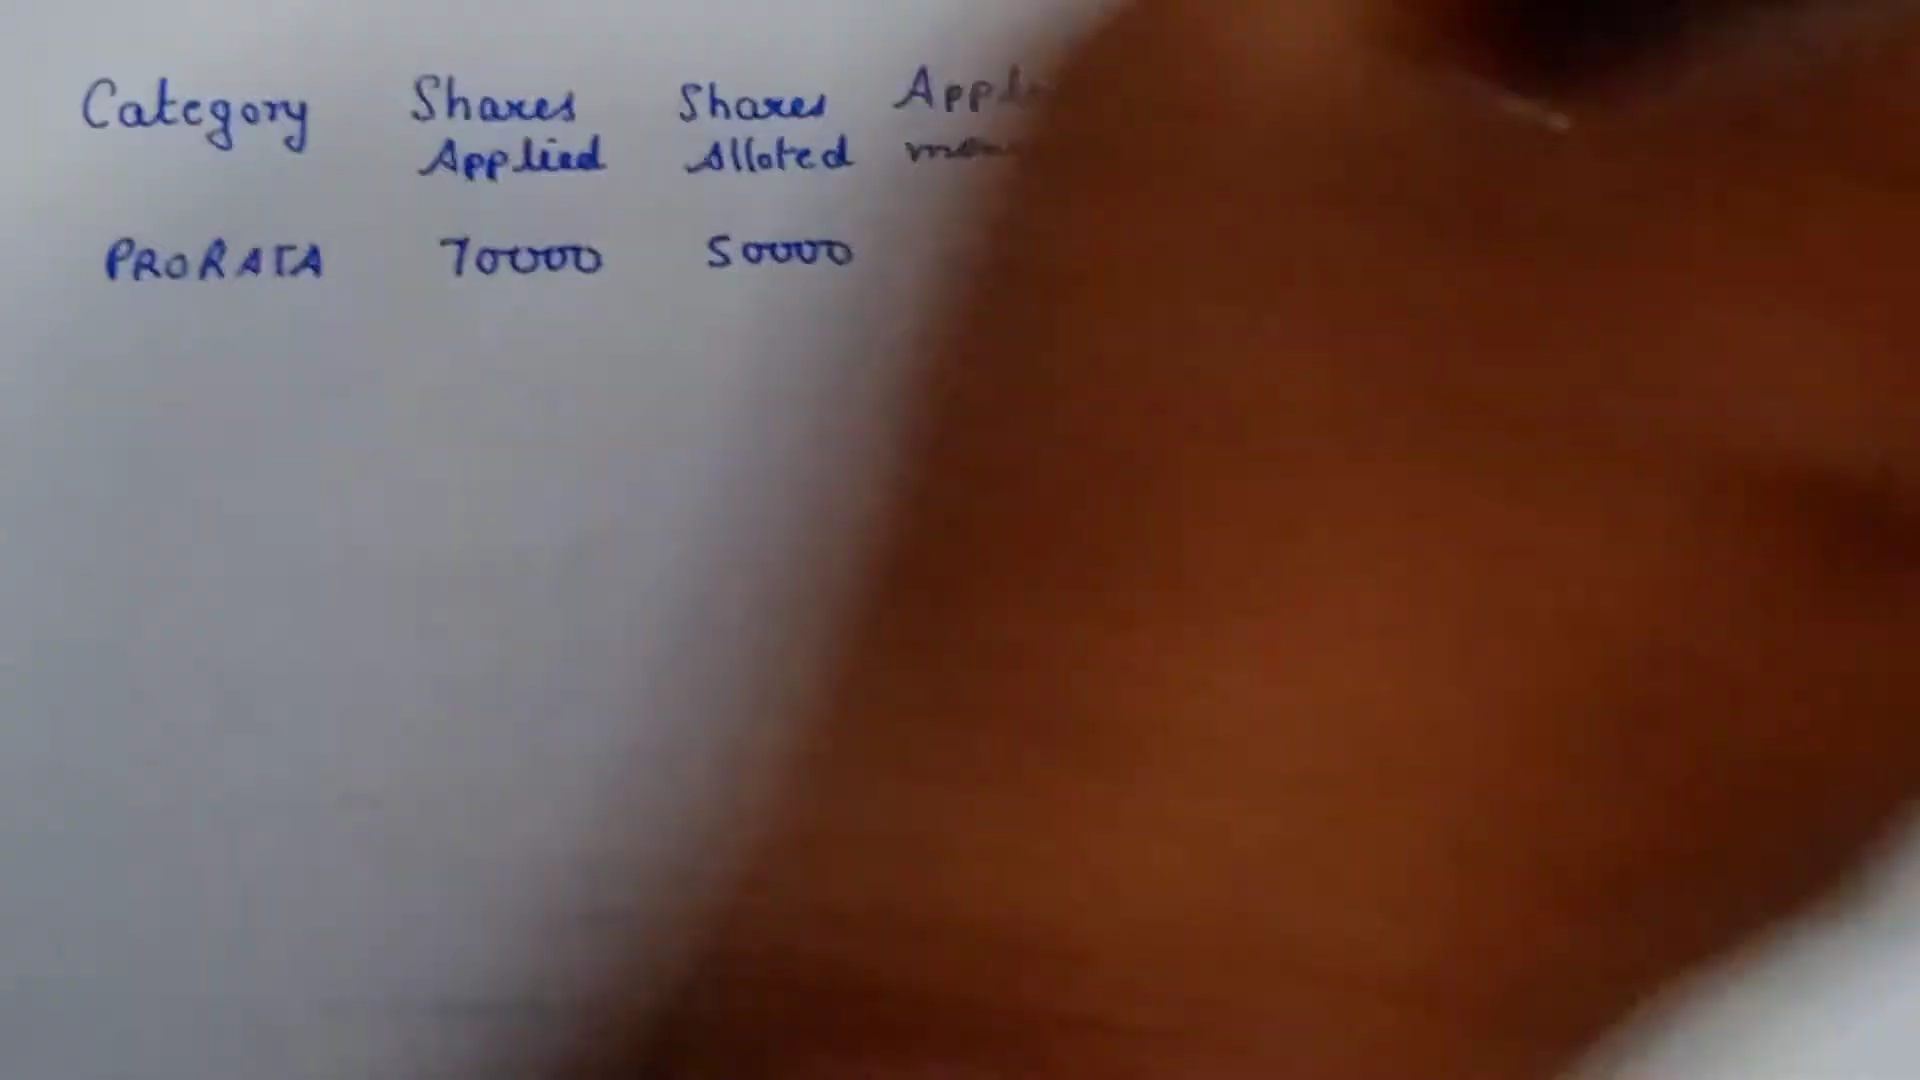 Category Shares Shares
Applied Alloted
PRORATA 70000 50000